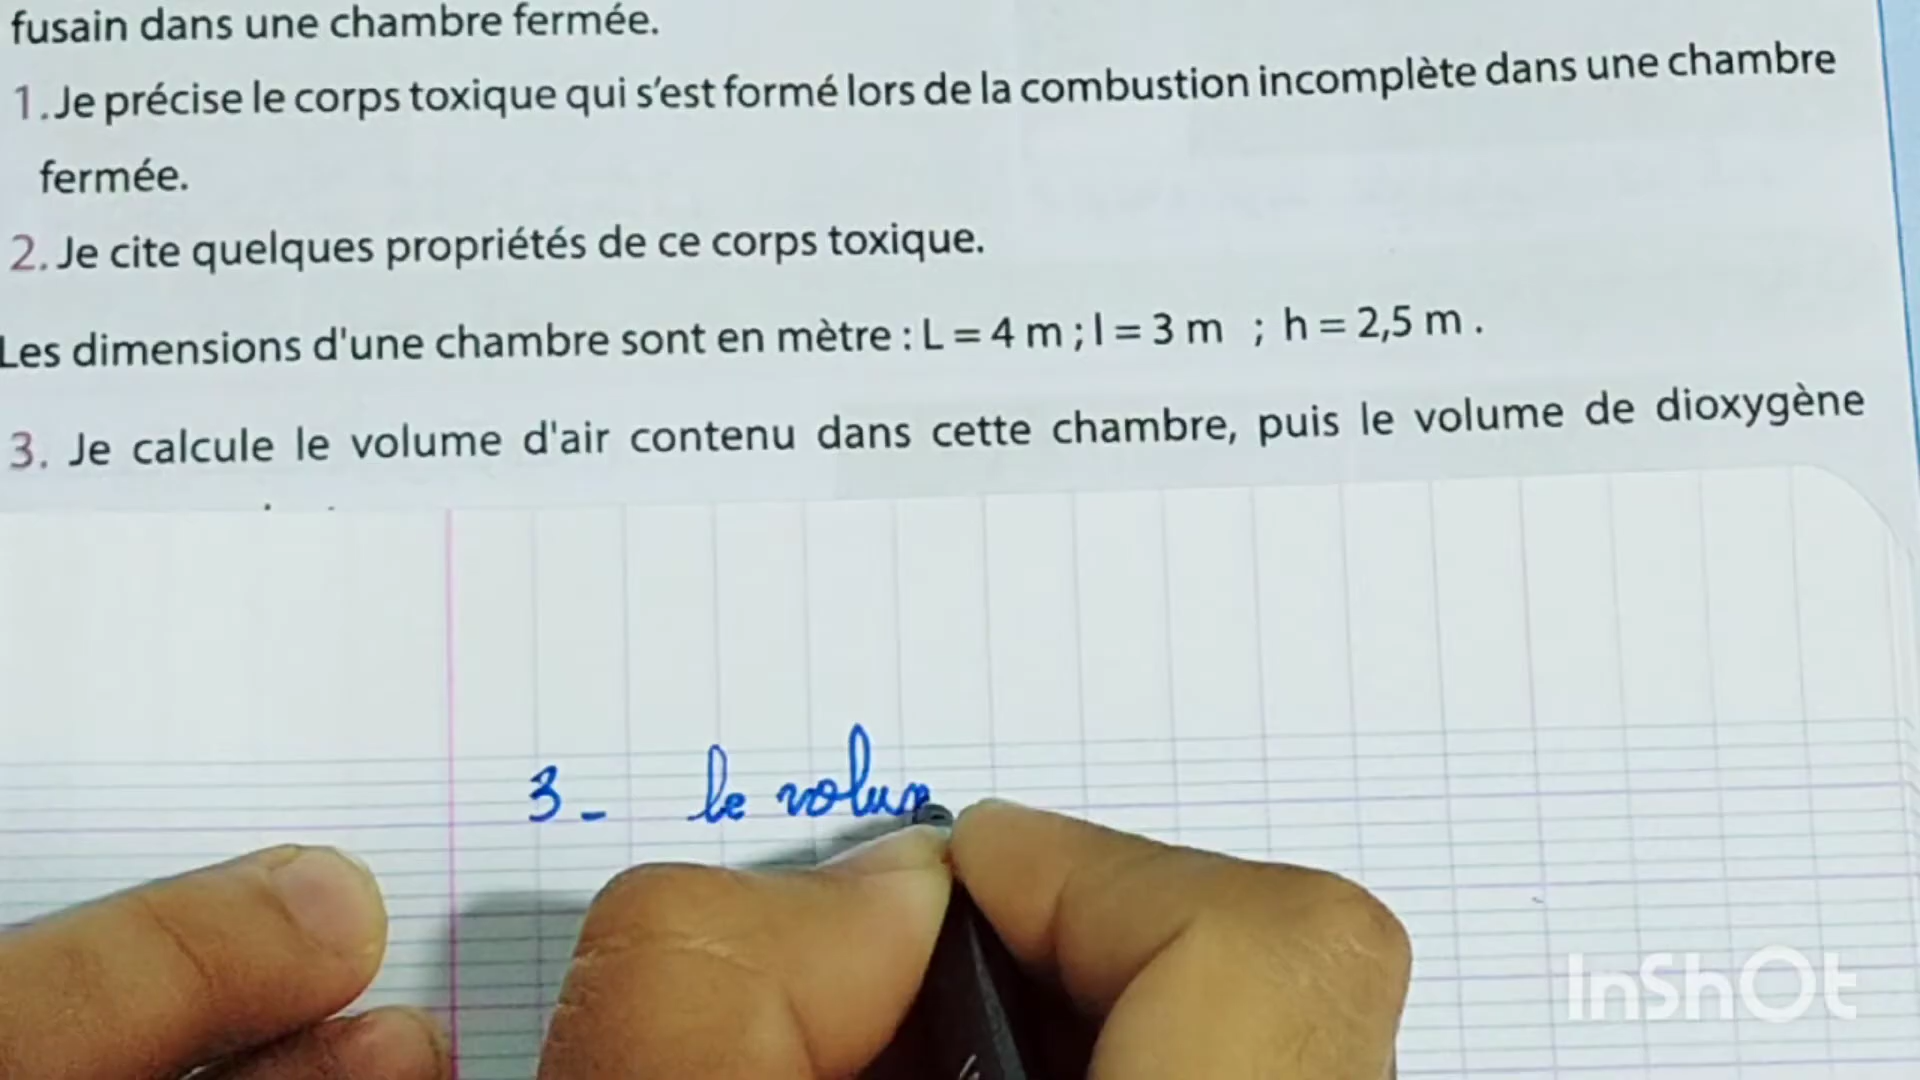 fusain dans une chambre fermée.
1. Je précise le corps toxique qui s'est formé lors de la combustion incomplète dans une chambre
fermée.
2. Je cite quelques propriétés de ce corps toxique.
Les dimensions d'une chambre sont en mètre : L = 4 m ; l = 3 m ; h = 2,5 m .
3. Je calcule le volume d'air contenu dans cette chambre, puis le volume de dioxygène
3 - le volum
InShOt